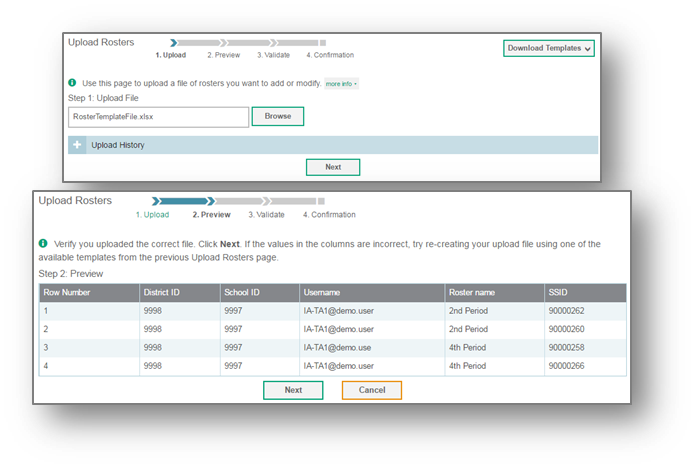 Upload Rosters
Download Templates
1. Upload 2. Preview 3. Validate 4. Confirmation
Use this page to upload a file of rosters you want to add or modify. more info
Step 1: Upload File
RosterTemplateFile.xlsx Browse
Upload History
Next
Upload Rosters
1. Upload 2. Preview 3. Validate 4. Confirmation
Verify you uploaded the correct file. Click Next. If the values in the columns are incorrect, try re-creating your upload file using one of the
available templates from the previous Upload Rosters page.
Step 2: Preview
Row Number District ID School ID Username Roster name SSID
1 9998 9997 IA-TA1@demo.user 2nd Period 90000262
2 9998 9997 IA-TA1@demo.user 2nd Period 90000260
3 9998 9997 IA-TA1@demo.use 4th Period 90000258
4 9998 9997 IA-TA1@demo.user 4th Period 90000266
Next Cancel